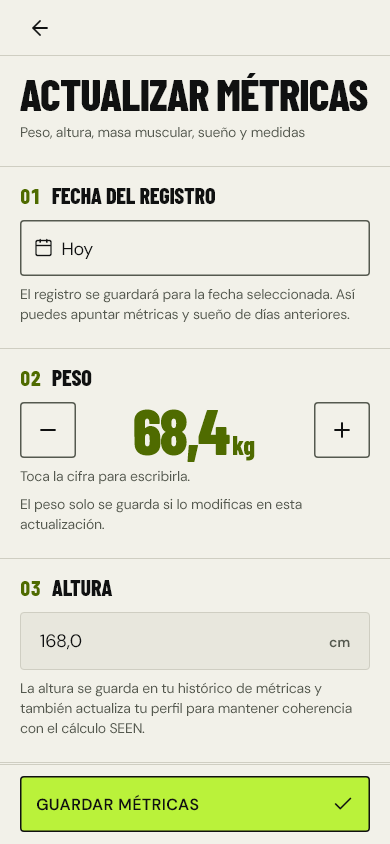 ACTUALIZAR MÉTRICAS
Peso, altura, masa muscular, sueño y medidas
01 FECHA DEL REGISTRO
Hoy
El registro se guardará para la fecha seleccionada. Así
puedes apuntar métricas y sueño de días anteriores.
02 PESO
− 68,4 kg +
Toca la cifra para escribirla.
El peso solo se guarda si lo modificas en esta
actualización.
03 ALTURA
168,0 cm
La altura se guarda en tu histórico de métricas y
también actualiza tu perfil para mantener coherencia
con el cálculo SEEN.
GUARDAR MÉTRICAS